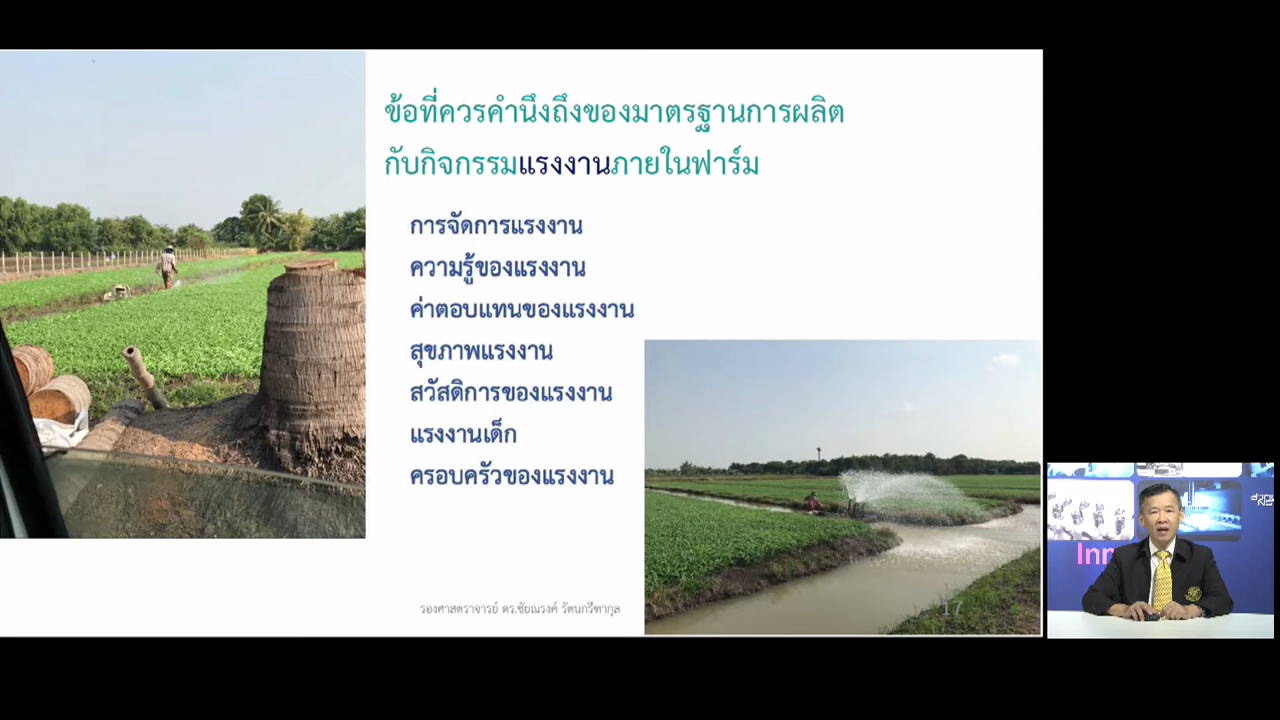 ข้อที่ควรคำนึงถึงของมาตรฐานการผลิต
กับกิจกรรมแรงงานภายในฟาร์ม
การจัดการแรงงาน
ความรู้ของแรงงาน
ค่าตอบแทนของแรงงาน
สุขภาพแรงงาน
สวัสดิการของแรงงาน
แรงงานเด็ก
ครอบครัวของแรงงาน
รองศาสตราจารย์ ดร.ชัยณรงค์ รัตนกรีฑากุล
17